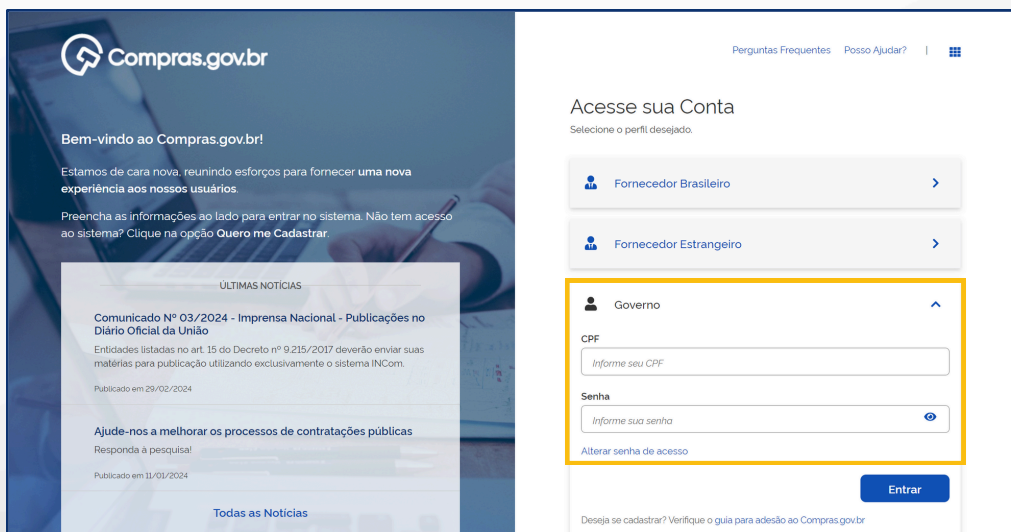 Compras.gov.br
Bem-vindo ao Compras.gov.br!
Estamos de cara nova, reunindo esforços para fornecer uma nova
experiência aos nossos usuários.
Preencha as informações ao lado para entrar no sistema. Não tem acesso
ao sistema? Clique na opção Quero me Cadastrar.
ÚLTIMAS NOTÍCIAS
Comunicado Nº 03/2024 - Imprensa Nacional - Publicações no
Diário Oficial da União
Entidades listadas no art. 15 do Decreto nº 9.215/2017 deverão enviar suas
matérias para publicação utilizando exclusivamente o sistema INCom.
Publicado em 29/02/2024
Ajude-nos a melhorar os processos de contratações públicas
Responda à pesquisa!
Publicado em 11/01/2024
Todas as Notícias
Perguntas Frequentes Posso Ajudar? |
Acesse sua Conta
Selecione o perfil desejado.
Fornecedor Brasileiro
Fornecedor Estrangeiro
Governo
CPF
Informe seu CPF
Senha
Informe sua senha
Alterar senha de acesso
Entrar
Deseja se cadastrar? Verifique o guia para adesão ao Compras.gov.br